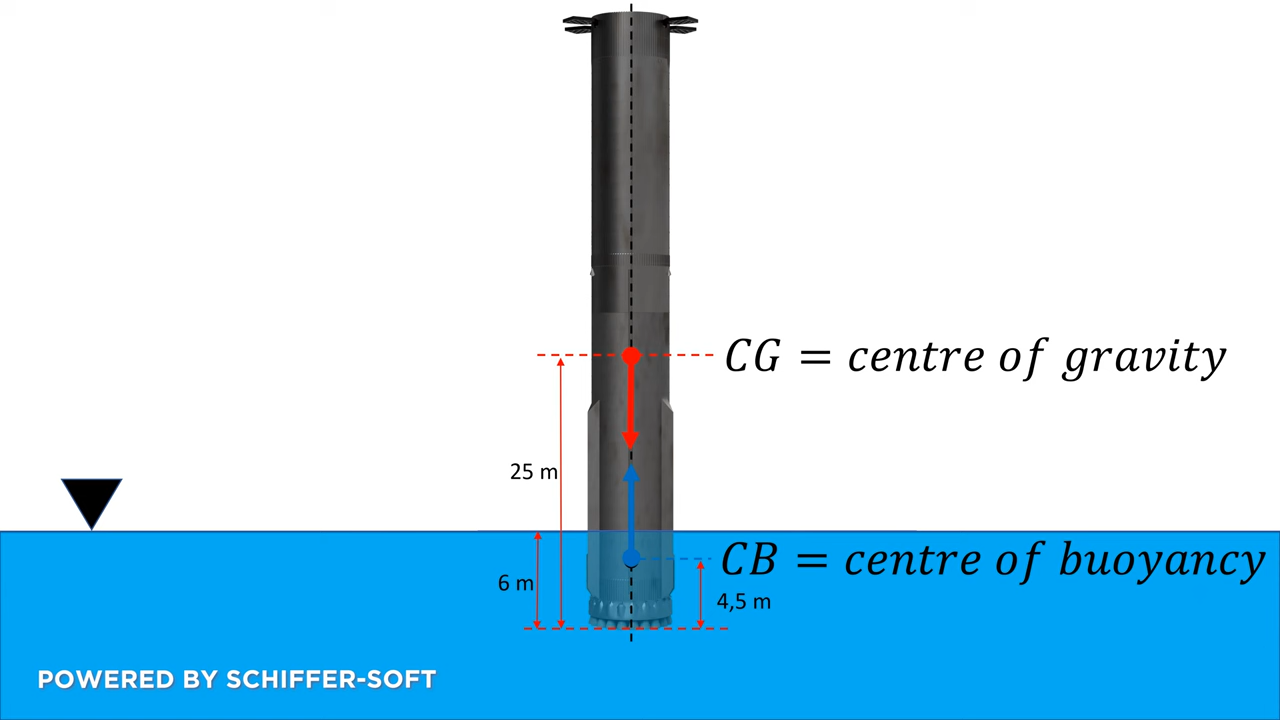 CG = centre of gravity
25 m
CB = centre of buoyancy
6 m
4,5 m
POWERED BY SCHIFFER-SOFT